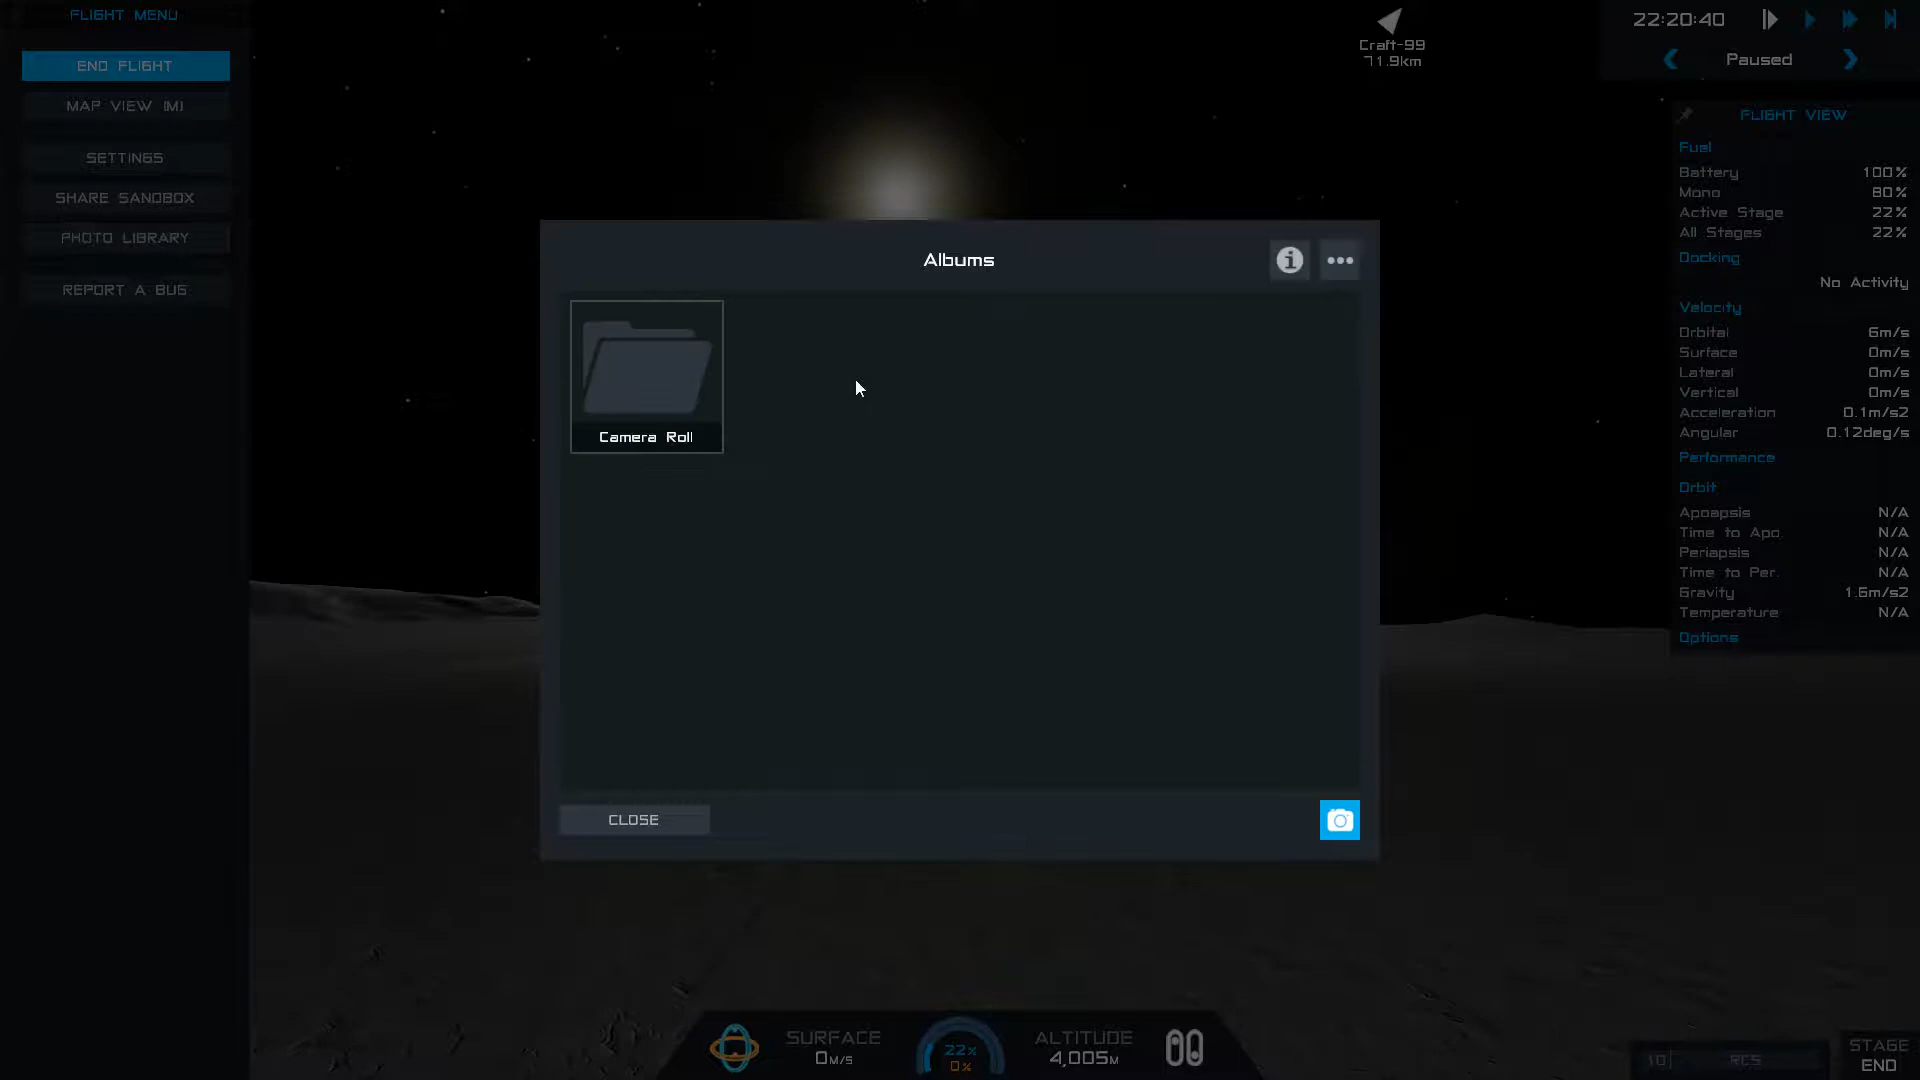 FLIGHT MENU
END FLIGHT
MAP VIEW (M)
SETTINGS
SHARE SANDBOX
PHOTO LIBRARY
REPORT A BUG
Craft-99
71.9km
22:20:40
Paused
FLIGHT VIEW
Fuel
Battery 100%
Mono 80%
Active Stage 22%
All Stages 22%
Docking
No Activity
Velocity
Orbital 6m/s
Surface 0m/s
Lateral 0m/s
Vertical 0m/s
Acceleration 0.1m/s2
Angular 0.12deg/s
Performance
Orbit
Apoapsis N/A
Time to Apo. N/A
Periapsis N/A
Time to Per. N/A
Gravity 1.6m/s2
Temperature N/A
Options
Albums
Camera Roll
CLOSE
SURFACE
0M/S
22%
0%
ALTITUDE
4,005M
RCS
STAGE
END